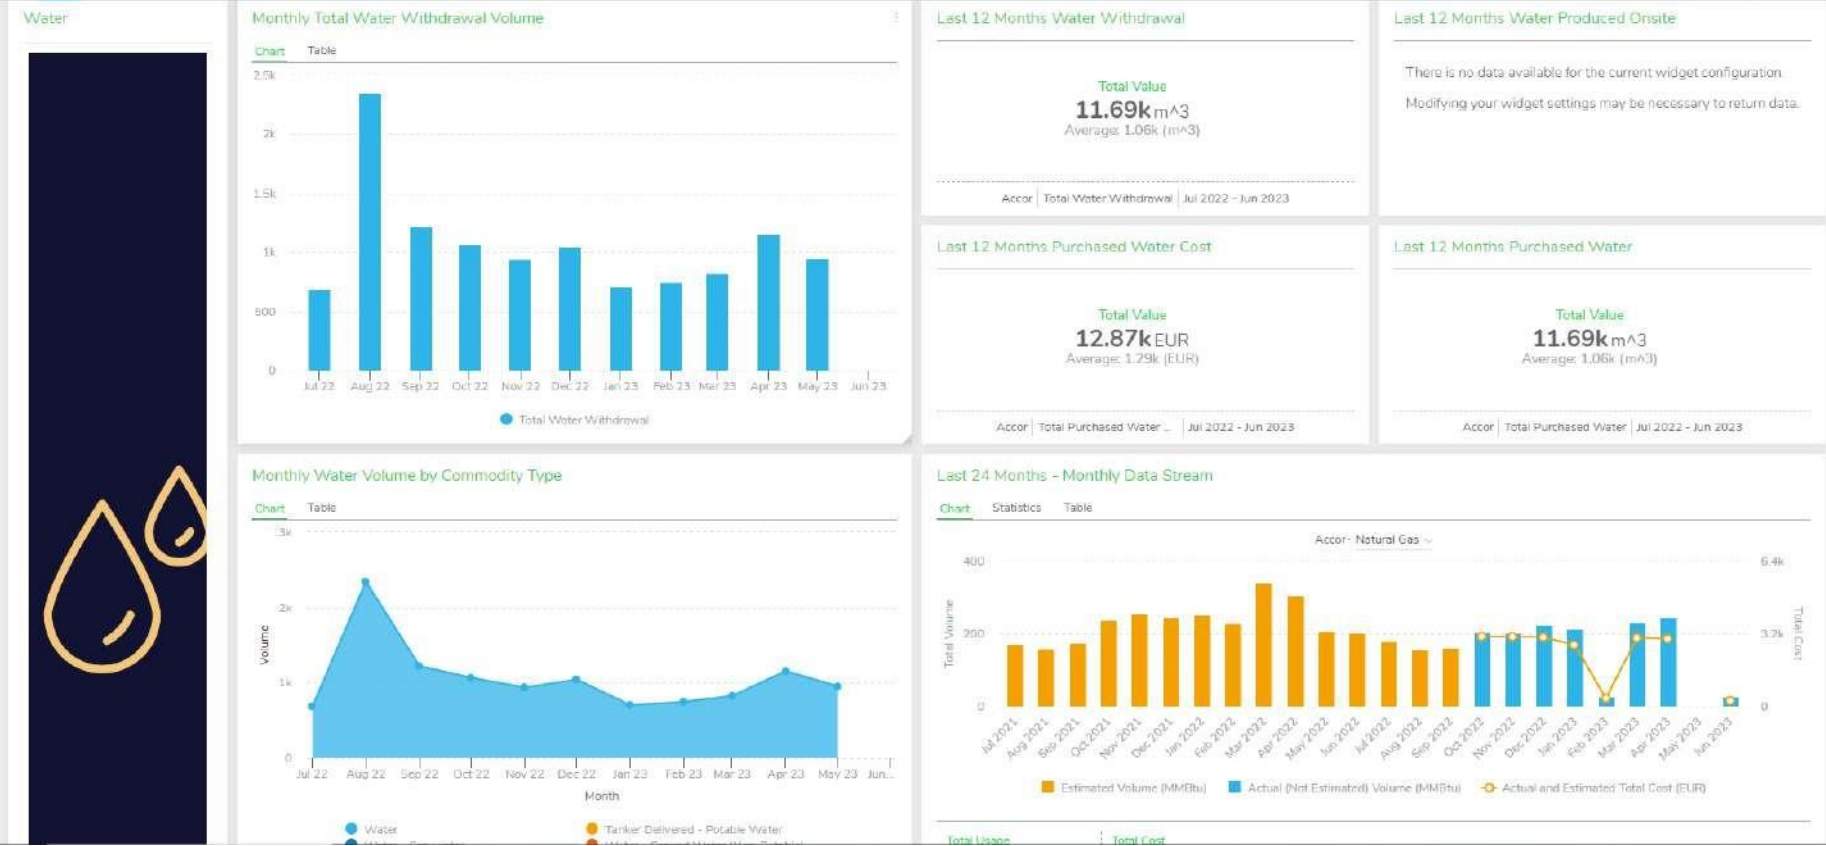 Water
Monthly Total Water Withdrawal Volume
Chart Table
2.5k
2k
1.5k
1k
500
0
Jul 22 Aug 22 Sep 22 Oct 22 Nov 22 Dec 22 Jan 23 Feb 23 Mar 23 Apr 23 May 23 Jun 23
Total Water Withdrawal
Last 12 Months Water Withdrawal
Total Value
11.69k m^3
Average: 1.06k (m^3)
Accor Total Water Withdrawal Jul 2022 - Jun 2023
Last 12 Months Water Produced Onsite
There is no data available for the current widget configuration
Modifying your widget settings may be necessary to return data.
Last 12 Months Purchased Water Cost
Total Value
12.87k EUR
Average: 1.29k (EUR)
Accor Total Purchased Water ... Jul 2022 - Jun 2023
Last 12 Months Purchased Water
Total Value
11.69k m^3
Average: 1.06k (m^3)
Accor Total Purchased Water Jul 2022 - Jun 2023
Monthly Water Volume by Commodity Type
Chart Table
3k
2k
1k
0
Volume
Jul 22 Aug 22 Sep 22 Oct 22 Nov 22 Dec 22 Jan 23 Feb 23 Mar 23 Apr 23 May 23 Jun...
Month
Water Tanker Delivered - Potable Water
Last 24 Months - Monthly Data Stream
Chart Statistics Table
Accor- Natural Gas
400
200
0
Total Volume
6.4k
3.2k
0
Total Cost
Jul 2021 Aug 2021 Sep 2021 Oct 2021 Nov 2021 Dec 2021 Jan 2022 Feb 2022 Mar 2022 Apr 2022 May 2022 Jun 2022 Jul 2022 Aug 2022 Sep 2022 Oct 2022 Nov 2022 Dec 2022 Jan 2023 Feb 2023 Mar 2023 Apr 2023 May 2023 Jun 2023
Estimated Volume (MMBtu) Actual (Not Estimated) Volume (MMBtu) Actual and Estimated Total Cost (EUR)
Total Usage Total Cost